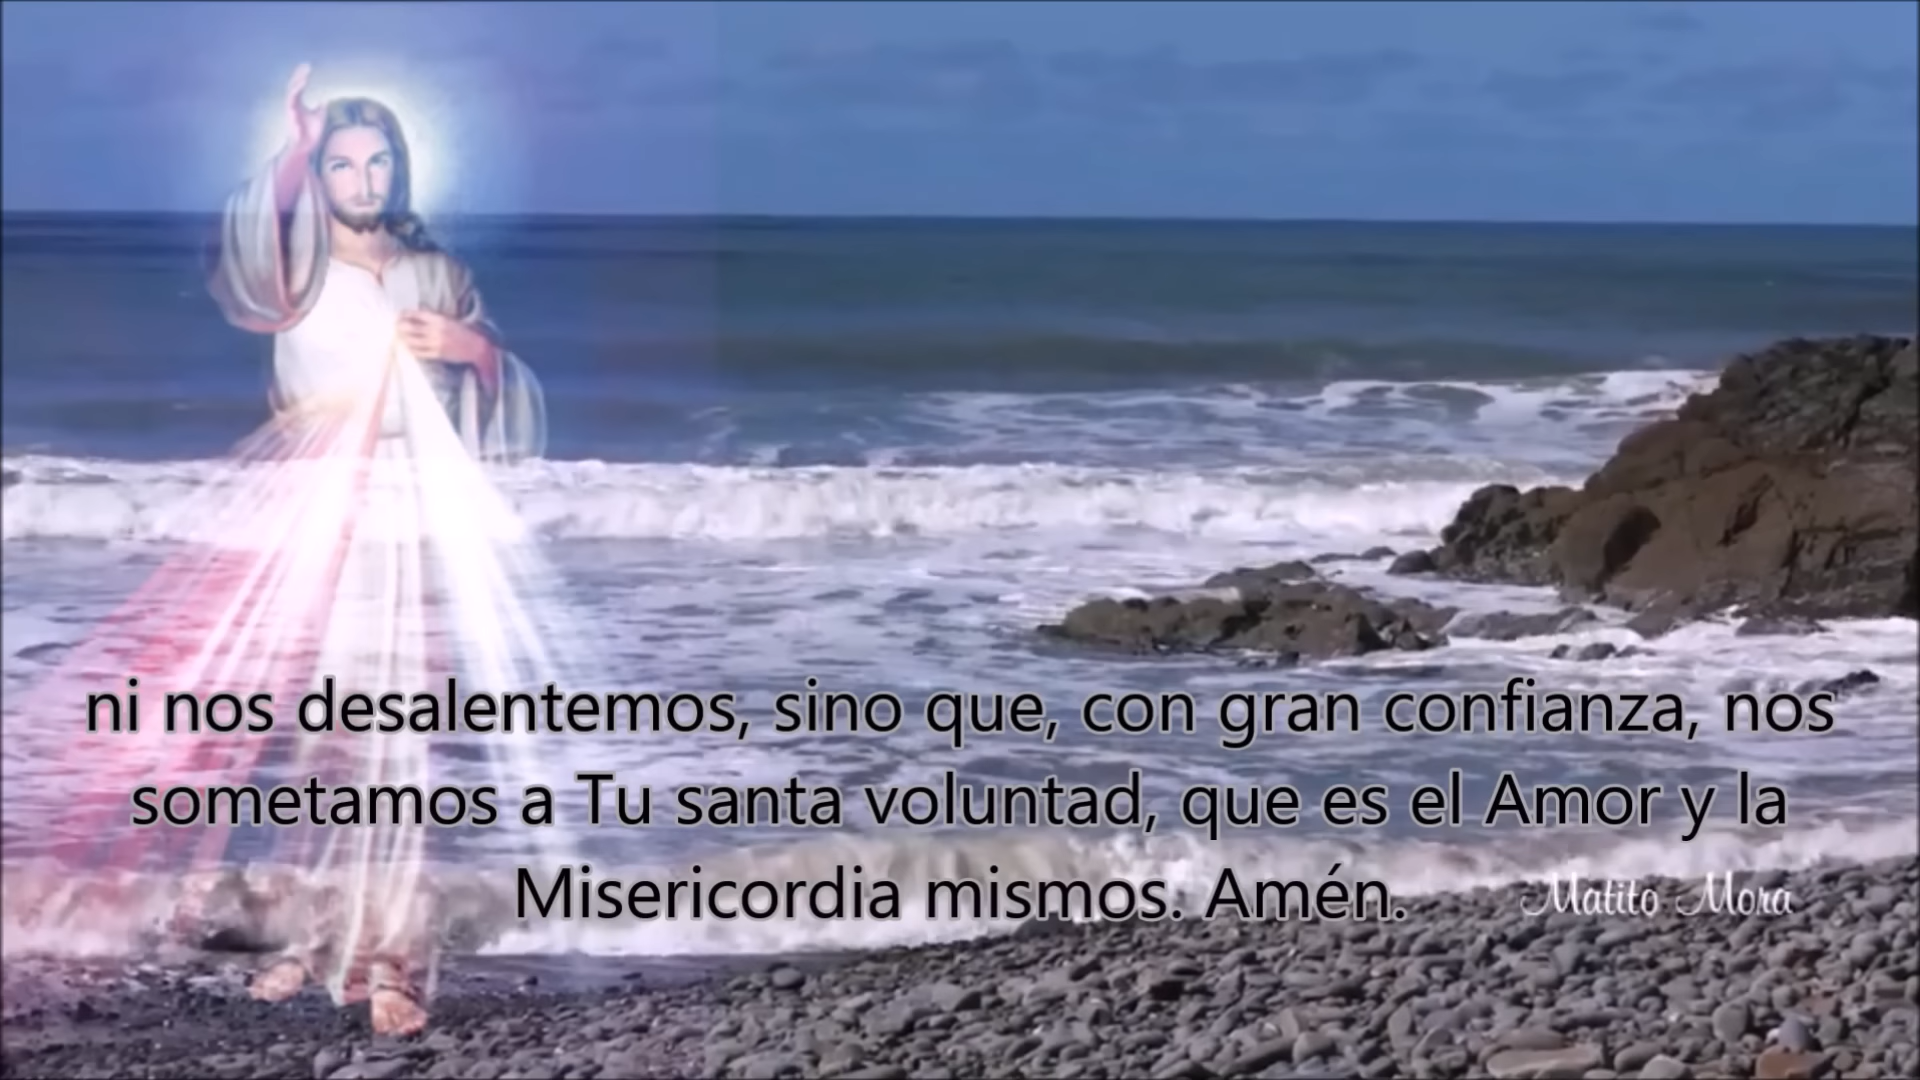 ni nos desalentemos, sino que, con gran confianza, nos
sometamos a Tu santa voluntad, que es el Amor y la
Misericordia mismos. Amén.
Matito Mora